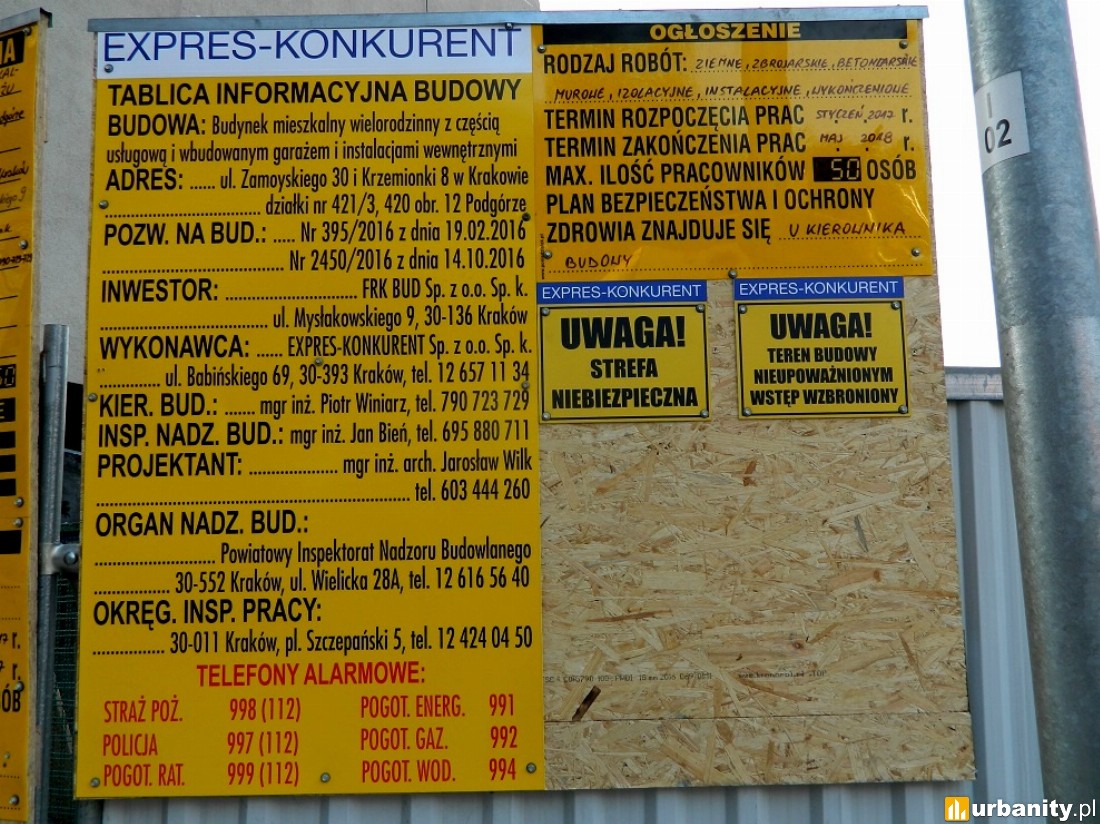 EXPRES-KONKURENT
TABLICA INFORMACYJNA BUDOWY
BUDOWA: Budynek mieszkalny wielorodzinny z częścią
usługową i wbudowanym garażem i instalacjami wewnętrznymi
ADRES: ...... ul. Zamoyskiego 30 i Krzemionki 8 w Krakowie
działki nr 421/3, 420 obr. 12 Podgórze
POZW. NA BUD.: ..... Nr 395/2016 z dnia 19.02.2016
Nr 2450/2016 z dnia 14.10.2016
INWESTOR: FRK BUD Sp. z o.o. Sp. k.
ul. Mysłakowskiego 9, 30-136 Kraków
WYKONAWCA: ...... EXPRES-KONKURENT Sp. z o.o. Sp. k.
ul. Babińskiego 69, 30-393 Kraków, tel. 12 657 11 34
KIER. BUD.: ....... mgr inż. Piotr Winiarz, tel. 790 723 729
INSP. NADZ. BUD.: mgr inż. Jan Bień, tel. 695 880 711
PROJEKTANT: mgr inż. arch. Jarosław Wilk
tel. 603 444 260
ORGAN NADZ. BUD.:
Powiatowy Inspektorat Nadzoru Budowlanego
30-552 Kraków, ul. Wielicka 28A, tel. 12 616 56 40
OKRĘG. INSP. PRACY:
30-011 Kraków, pl. Szczepański 5, tel. 12 424 04 50
TELEFONY ALARMOWE:
STRAŻ POŻ. 998 (112) POGOT. ENERG. 991
POLICJA 997 (112) POGOT. GAZ. 992
POGOT. RAT. 999 (112) POGOT. WOD. 994
OGŁOSZENIE
RODZAJ ROBÓT: ZIEMNE, ZBROJARSKIE, BETONIARSKIE
MUROWE, IZOLACYJNE, INSTALACYJNE, WYKOŃCZENIOWE
TERMIN ROZPOCZĘCIA PRAC STYCZEŃ 2017 r.
TERMIN ZAKOŃCZENIA PRAC MAJ 2018 r.
MAX. ILOŚĆ PRACOWNIKÓW 50 OSÓB
PLAN BEZPIECZEŃSTWA I OCHRONY
ZDROWIA ZNAJDUJE SIĘ U KIEROWNIKA
BUDOWY
EXPRES-KONKURENT
UWAGA!
STREFA
NIEBIEZPIECZNA
EXPRES-KONKURENT
UWAGA!
TEREN BUDOWY
NIEUPOWAŻNIONYM
WSTĘP WZBRONIONY
I
02
urbanity.pl